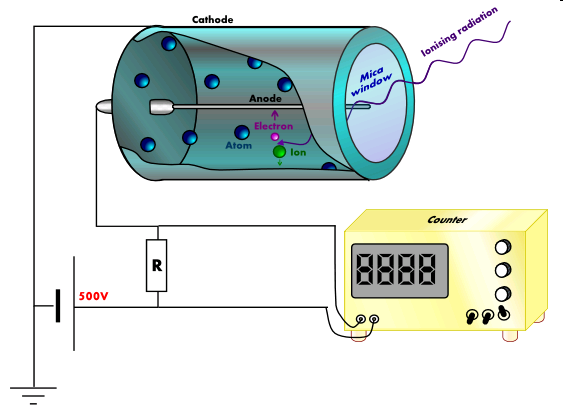 Cathode
Ionising radiation
Mica
window
Anode
Electron
Atom
Ion
Counter
R
8888
500V